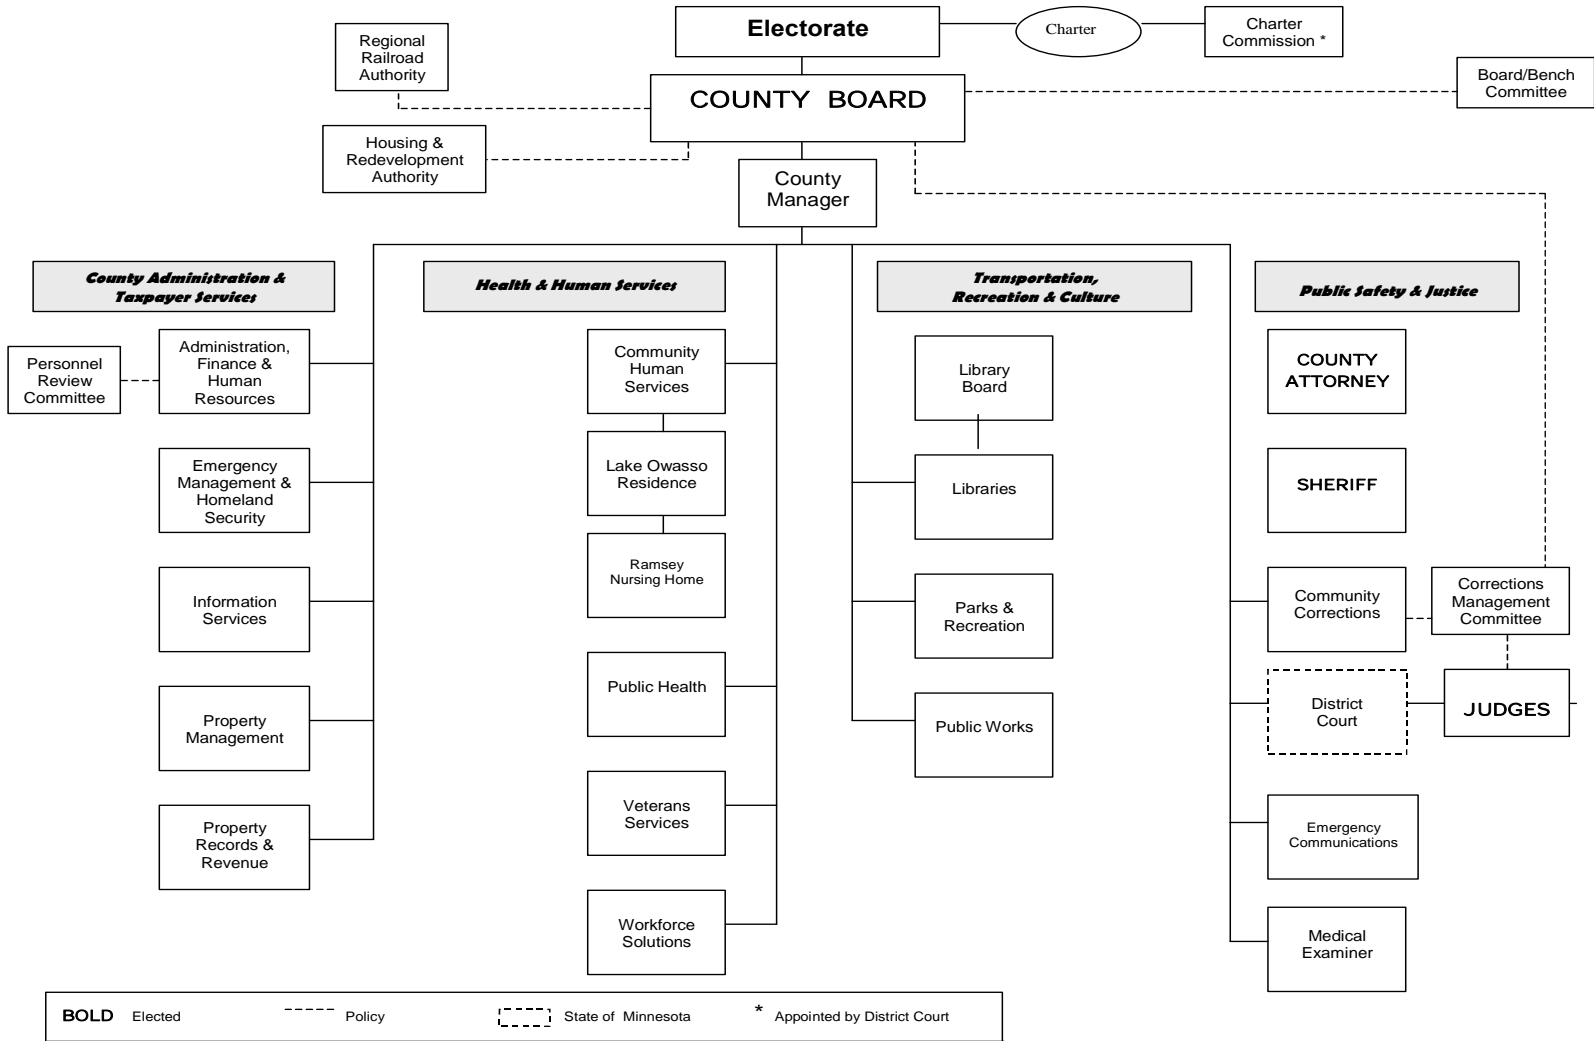 Electorate
Charter
Charter
Commission *
Regional
Railroad
Authority
COUNTY BOARD
Board/Bench
Committee
Housing &
Redevelopment
Authority
County
Manager
County Administration &
Taxpayer Services
Health & Human Services
Transportation,
Recreation & Culture
Public Safety & Justice
Personnel
Review
Committee
Administration,
Finance &
Human
Resources
Emergency
Management &
Homeland
Security
Information
Services
Property
Management
Property
Records &
Revenue
Community
Human
Services
Lake Owasso
Residence
Ramsey
Nursing Home
Public Health
Veterans
Services
Workforce
Solutions
Library
Board
Libraries
Parks &
Recreation
Public Works
COUNTY
ATTORNEY
SHERIFF
Community
Corrections
Corrections
Management
Committee
District
Court
JUDGES
Emergency
Communications
Medical
Examiner
BOLD Elected
Policy
State of Minnesota
* Appointed by District Court